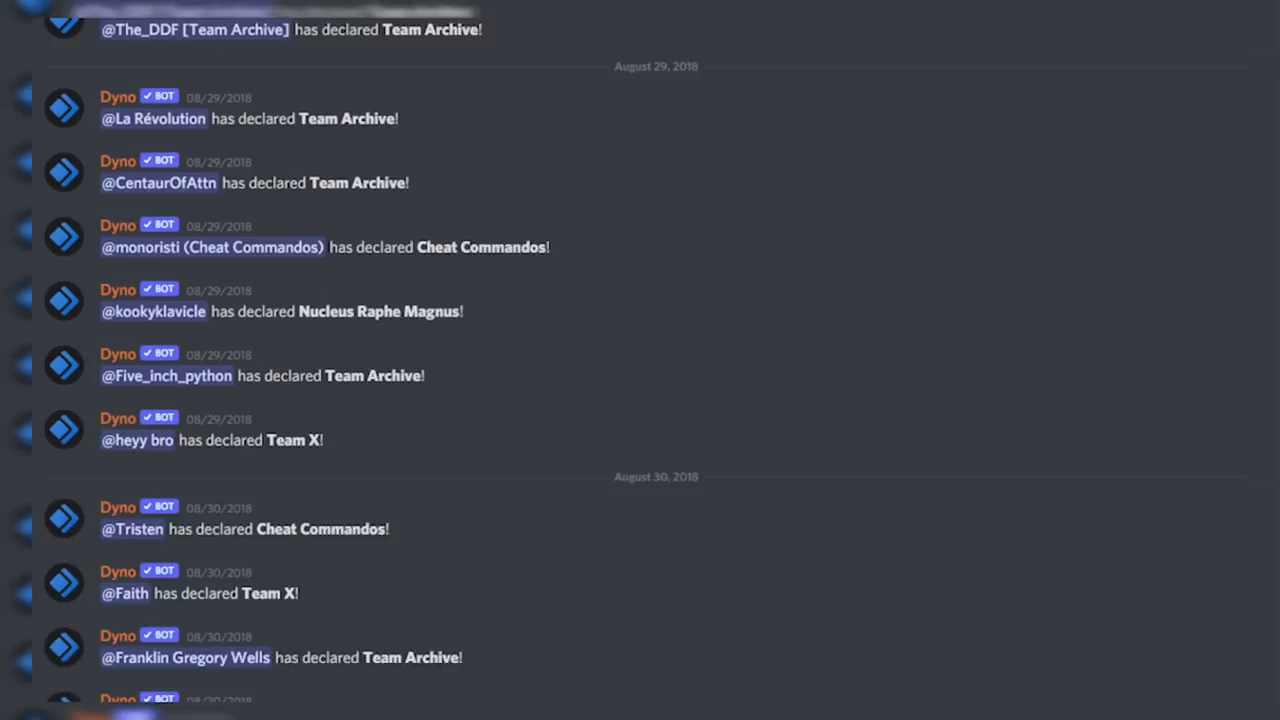 @The_DDF [Team Archive] has declared Team Archive!
August 29, 2018
Dyno ✓ BOT 08/29/2018
@La Révolution has declared Team Archive!
Dyno ✓ BOT 08/29/2018
@CentaurOfAttn has declared Team Archive!
Dyno ✓ BOT 08/29/2018
@monoristi (Cheat Commandos) has declared Cheat Commandos!
Dyno ✓ BOT 08/29/2018
@kookyklavicle has declared Nucleus Raphe Magnus!
Dyno ✓ BOT 08/29/2018
@Five_inch_python has declared Team Archive!
Dyno ✓ BOT 08/29/2018
@heyy bro has declared Team X!
August 30, 2018
Dyno ✓ BOT 08/30/2018
@Tristen has declared Cheat Commandos!
Dyno ✓ BOT 08/30/2018
@Faith has declared Team X!
Dyno ✓ BOT 08/30/2018
@Franklin Gregory Wells has declared Team Archive!
Dyno ✓ BOT 08/30/2018